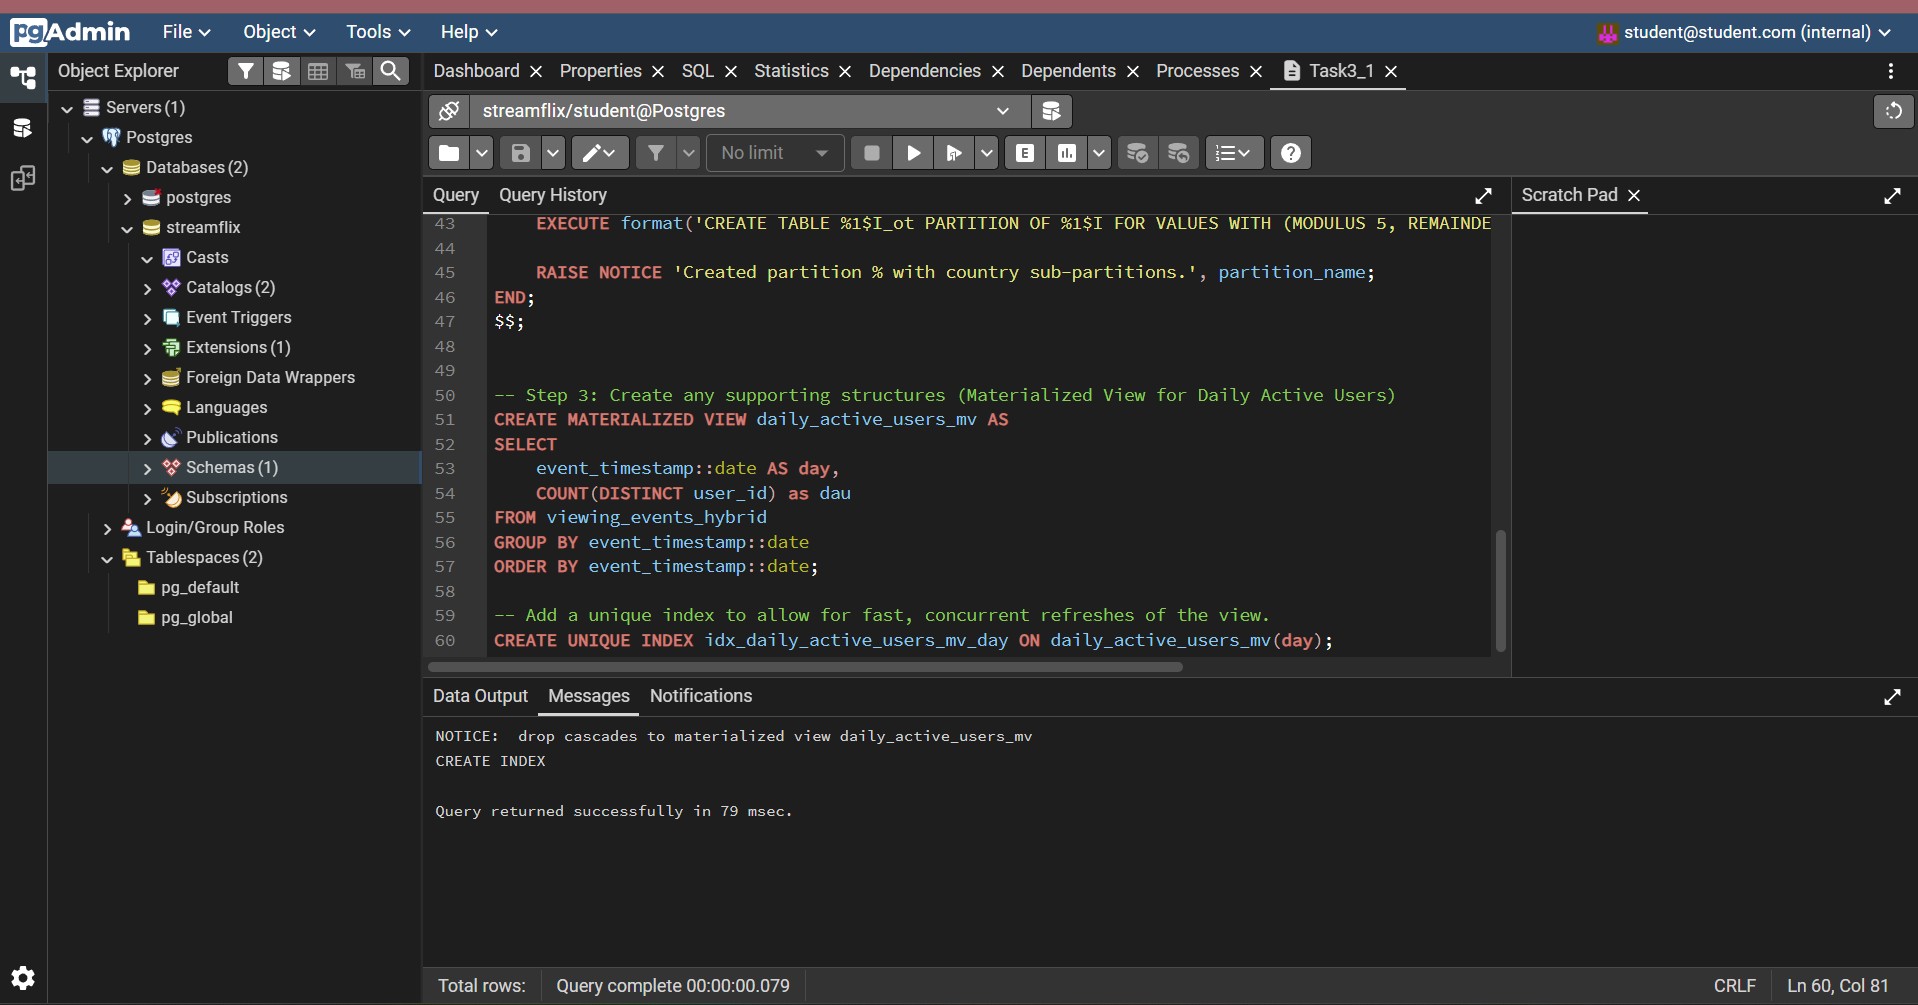 pgAdmin File Object Tools Help student@student.com (internal)
Object Explorer
Servers (1)
Postgres
Databases (2)
postgres
streamflix
Casts
Catalogs (2)
Event Triggers
Extensions (1)
Foreign Data Wrappers
Languages
Publications
Schemas (1)
Subscriptions
Login/Group Roles
Tablespaces (2)
pg_default
pg_global
Dashboard Properties SQL Statistics Dependencies Dependents Processes Task3_1
streamflix/student@Postgres
No limit E
Query Query History
43 EXECUTE format('CREATE TABLE %1$I_ot PARTITION OF %1$I FOR VALUES WITH (MODULUS 5, REMAINDE
44
45 RAISE NOTICE 'Created partition % with country sub-partitions.', partition_name;
46 END;
47 $$;
48
49
50 -- Step 3: Create any supporting structures (Materialized View for Daily Active Users)
51 CREATE MATERIALIZED VIEW daily_active_users_mv AS
52 SELECT
53 event_timestamp::date AS day,
54 COUNT(DISTINCT user_id) as dau
55 FROM viewing_events_hybrid
56 GROUP BY event_timestamp::date
57 ORDER BY event_timestamp::date;
58
59 -- Add a unique index to allow for fast, concurrent refreshes of the view.
60 CREATE UNIQUE INDEX idx_daily_active_users_mv_day ON daily_active_users_mv(day);
Scratch Pad
Data Output Messages Notifications
NOTICE: drop cascades to materialized view daily_active_users_mv
CREATE INDEX
Query returned successfully in 79 msec.
Total rows: Query complete 00:00:00.079 CRLF Ln 60, Col 81